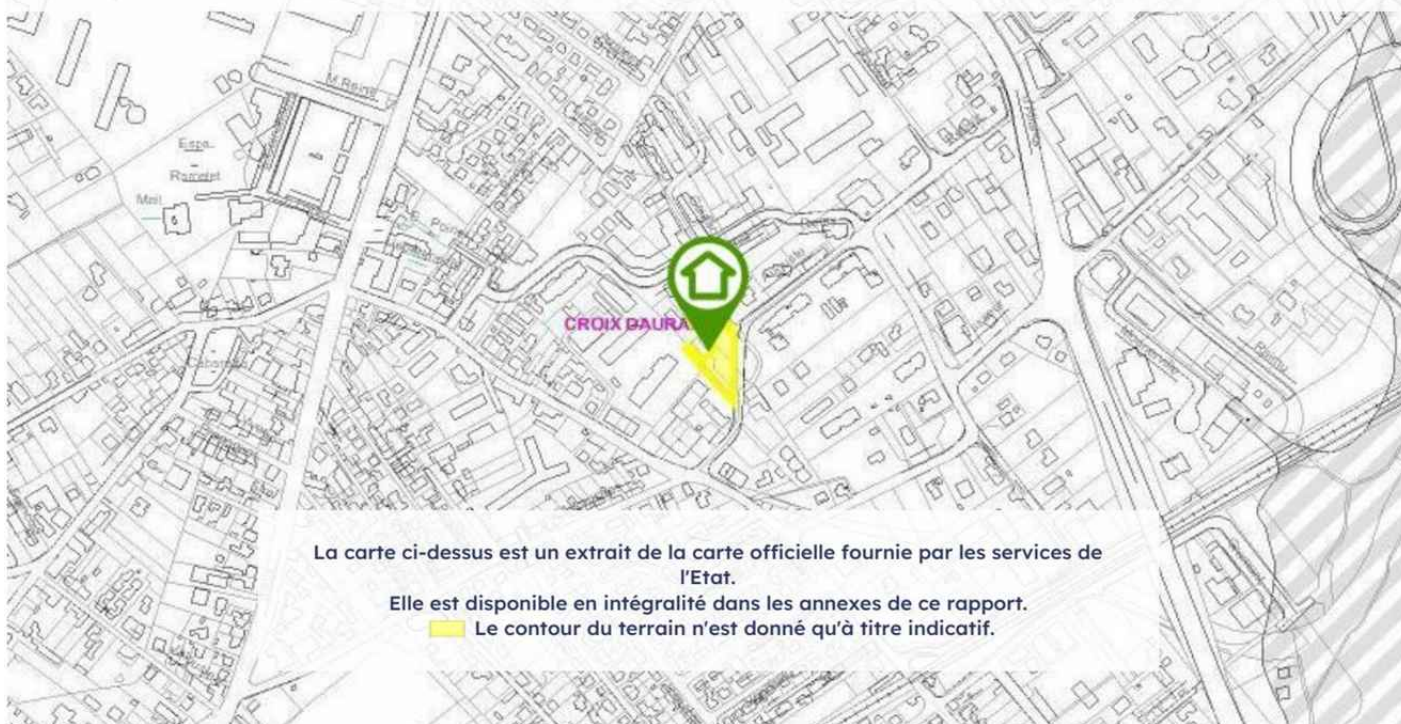 M.Reine
Espa.
Ramelet
Mail
CROIX DAURA
La carte ci-dessus est un extrait de la carte officielle fournie par les services de
l'Etat.
Elle est disponible en intégralité dans les annexes de ce rapport.
Le contour du terrain n'est donné qu'à titre indicatif.